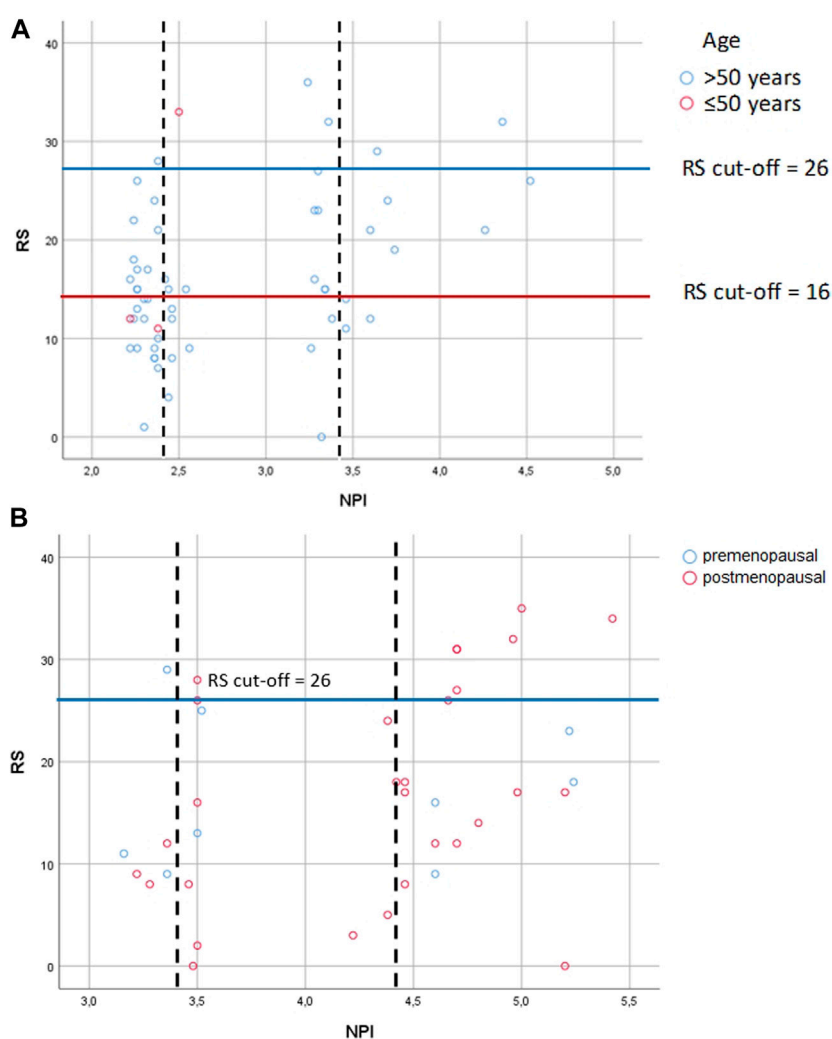 A
Age
>50 years
≤50 years
RS cut-off = 26
RS cut-off = 16
RS
40
30
20
10
0
2,0 2,5 3,0 3,5 4,0 4,5 5,0
NPI
B
premenopausal
postmenopausal
RS cut-off = 26
RS
40
30
20
10
0
3,0 3,5 4,0 4,5 5,0 5,5
NPI